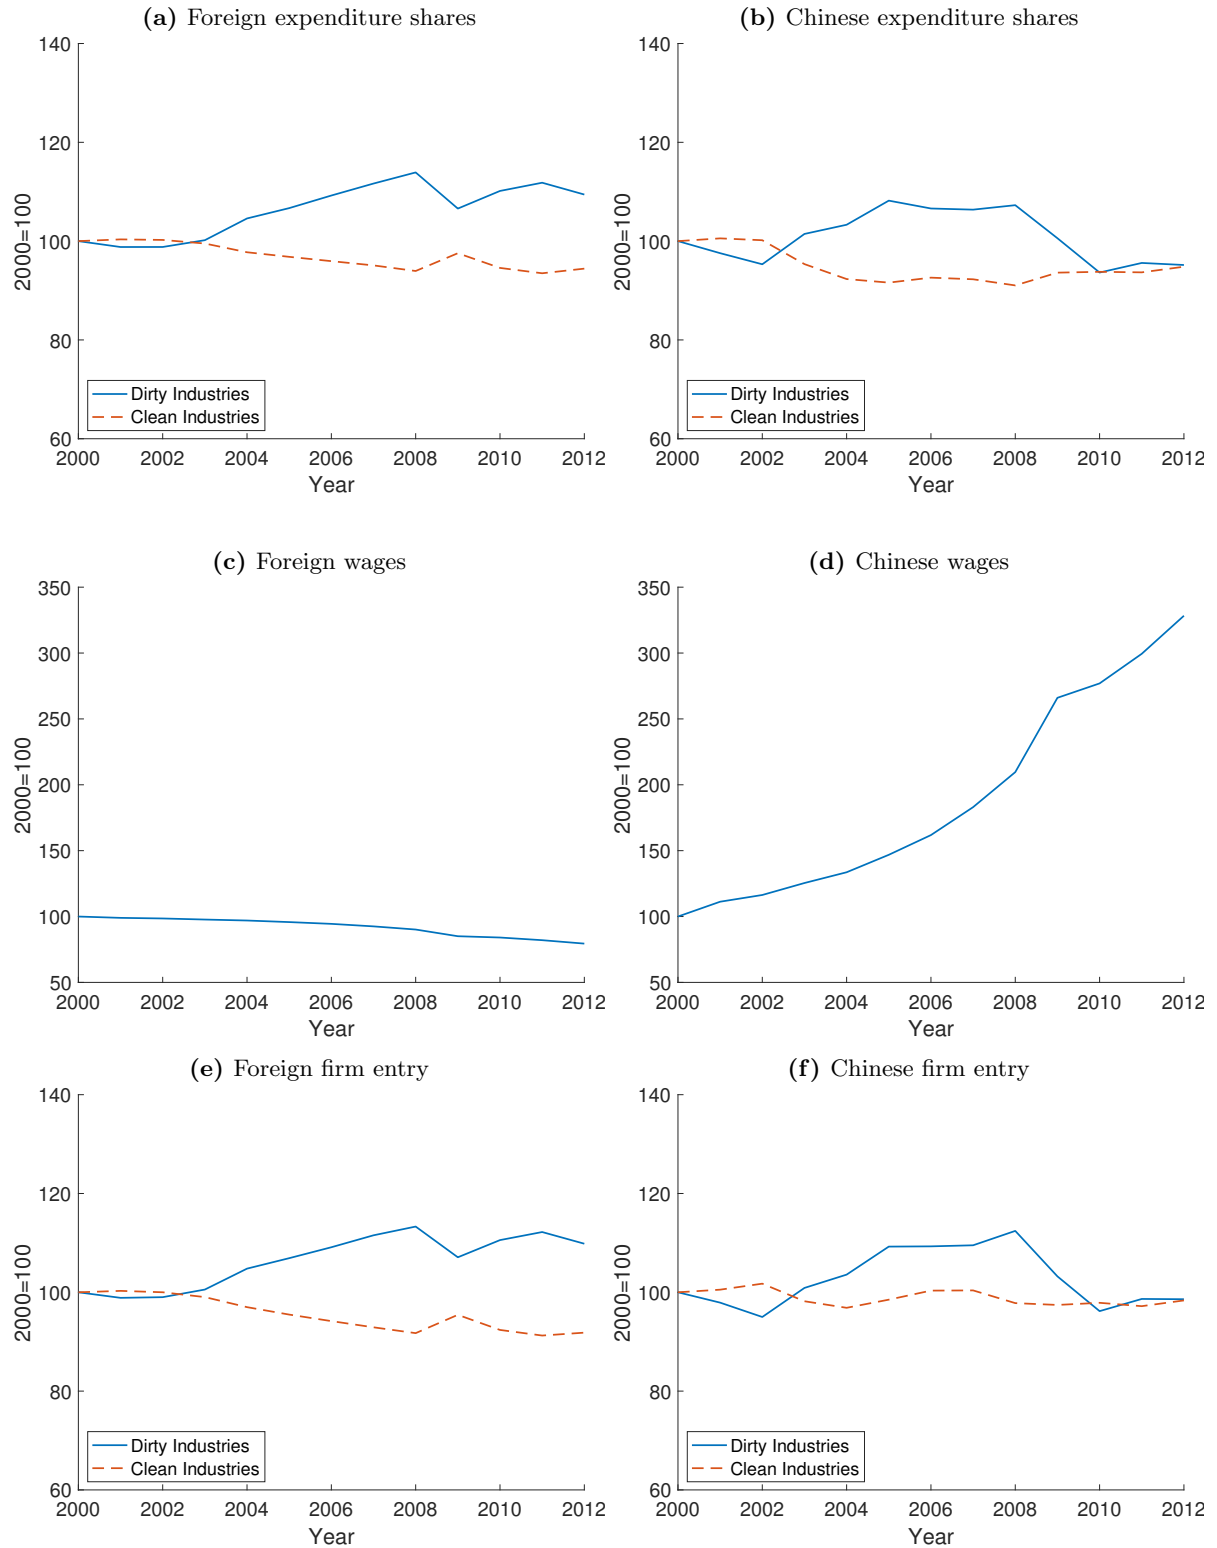 (a) Foreign expenditure shares
140
120
100
80
60
2000=100
Dirty Industries
Clean Industries
2000 2002 2004 2006 2008 2010 2012
Year
(b) Chinese expenditure shares
140
120
100
80
60
2000=100
Dirty Industries
Clean Industries
2000 2002 2004 2006 2008 2010 2012
Year
(c) Foreign wages
350
300
250
200
150
100
50
2000=100
2000 2002 2004 2006 2008 2010 2012
Year
(d) Chinese wages
350
300
250
200
150
100
50
2000=100
2000 2002 2004 2006 2008 2010 2012
Year
(e) Foreign firm entry
140
120
100
80
60
2000=100
Dirty Industries
Clean Industries
2000 2002 2004 2006 2008 2010 2012
Year
(f) Chinese firm entry
140
120
100
80
60
2000=100
Dirty Industries
Clean Industries
2000 2002 2004 2006 2008 2010 2012
Year